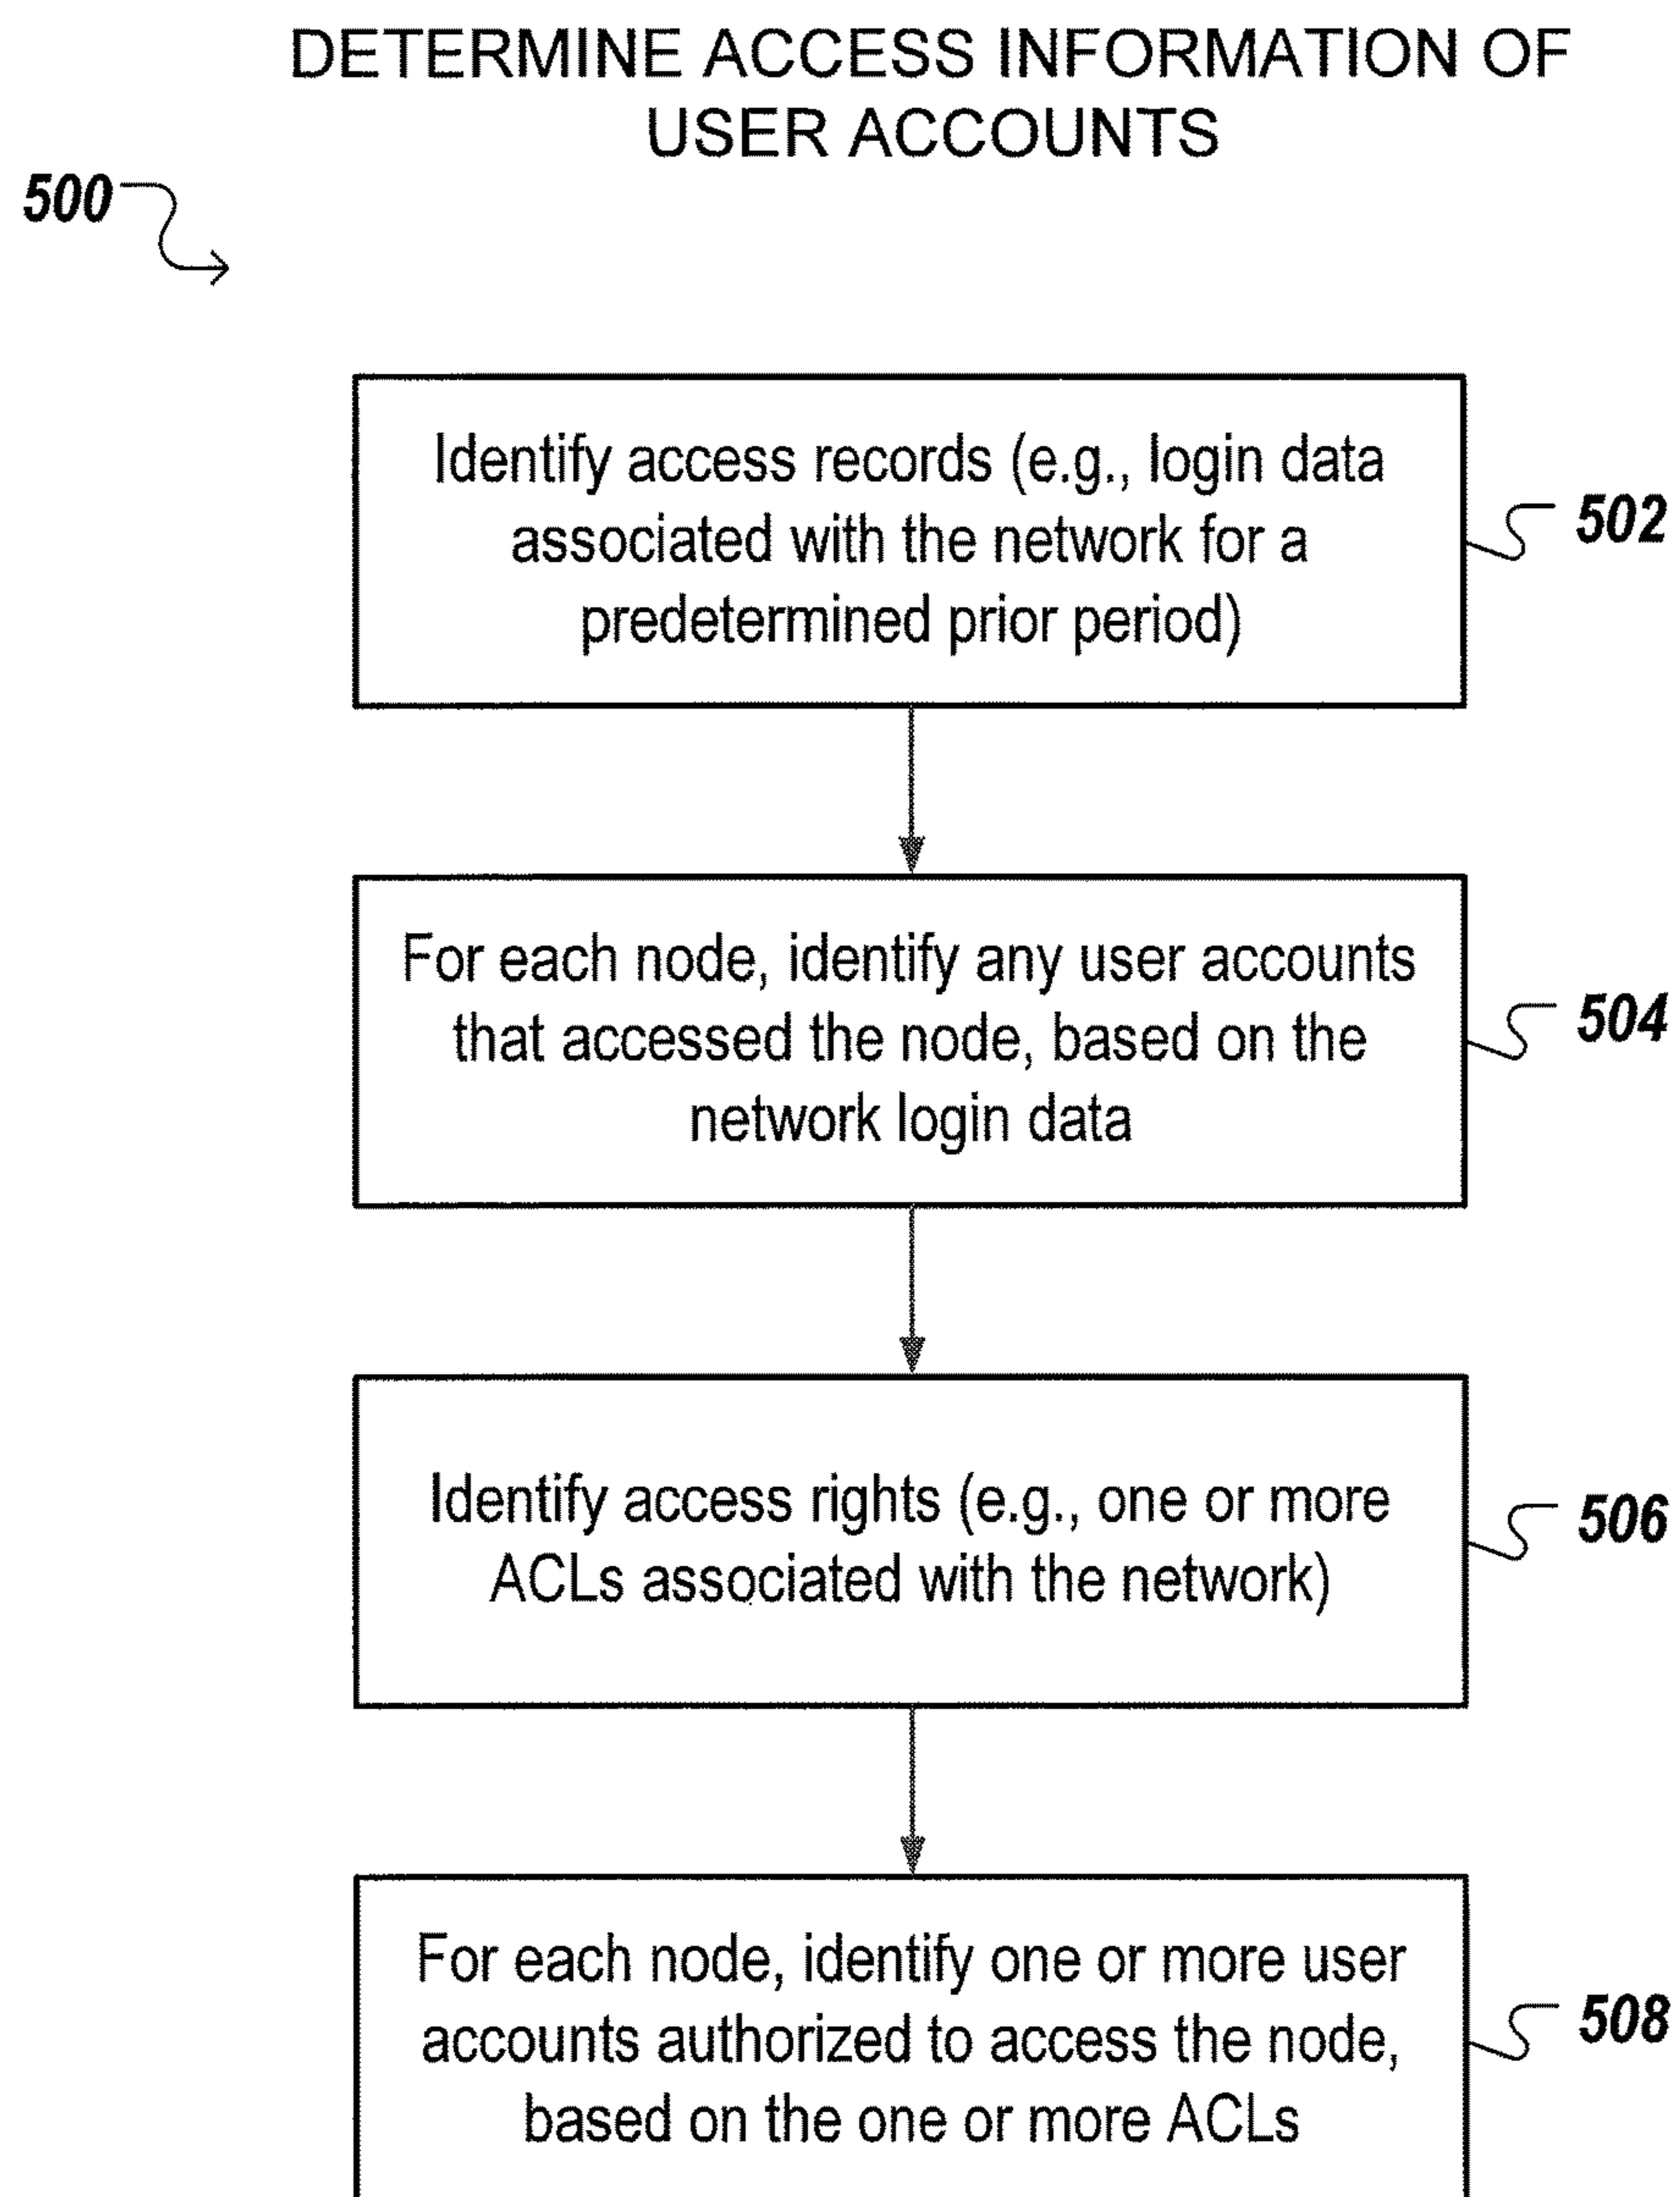 DETERMINE ACCESS INFORMATION OF
USER ACCOUNTS
500
Identify access records (e.g., login data
associated with the network for a
predetermined prior period)
502
For each node, identify any user accounts
that accessed the node, based on the
network login data
504
Identify access rights (e.g., one or more
ACLs associated with the network)
506
For each node, identify one or more user
accounts authorized to access the node,
based on the one or more ACLs
508